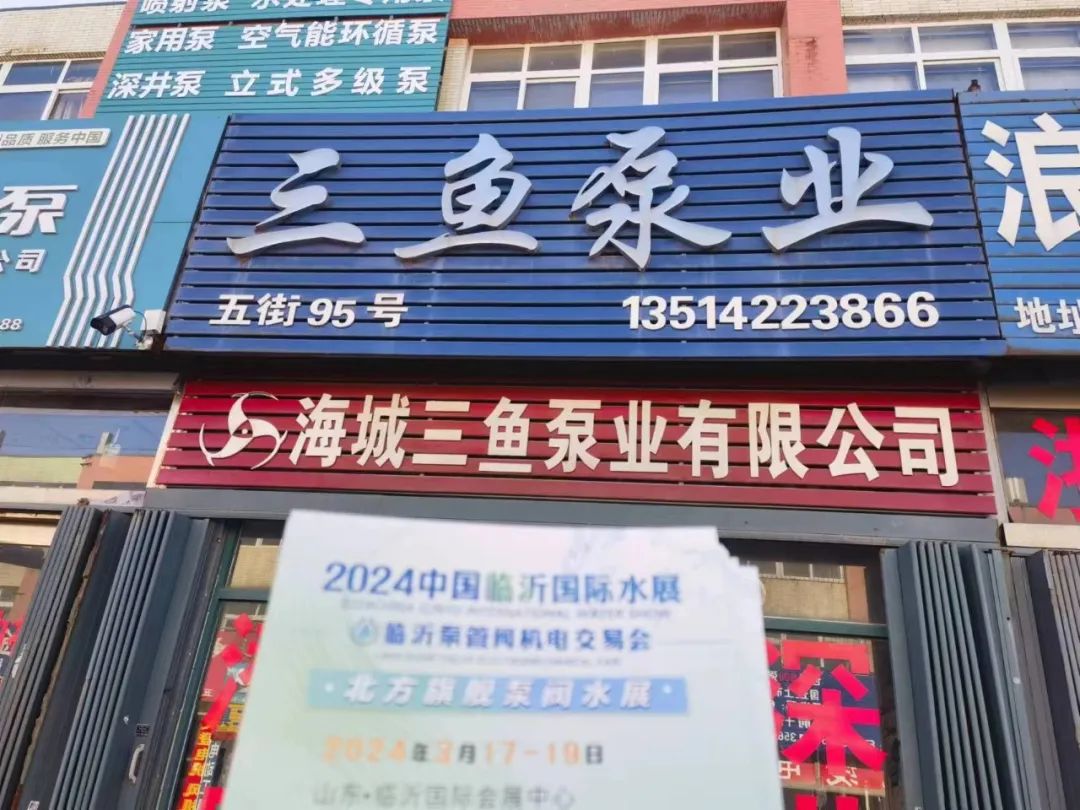 家用泵 空气能环循泵
深井泵 立式多级泵
品质 服务中国
泵
公司
88
三鱼泵业
五街95号 13514223866
浪
地址
海城三鱼泵业有限公司
2024中国临沂国际水展
临沂泵管阀机电交易会
·北方旗舰泵阀水展·
2024年3月17-19日
山东·临沂国际会展中心
深